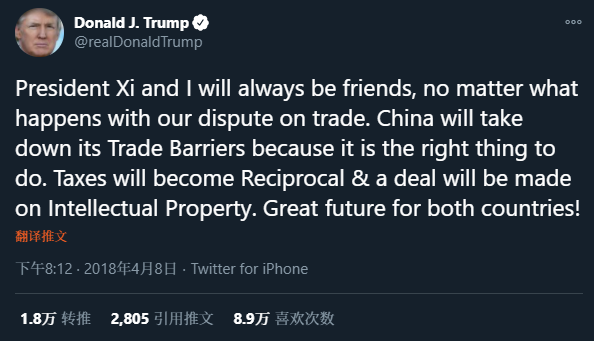 Donald J. Trump
@realDonaldTrump
President Xi and I will always be friends, no matter what
happens with our dispute on trade. China will take
down its Trade Barriers because it is the right thing to
do. Taxes will become Reciprocal & a deal will be made
on Intellectual Property. Great future for both countries!
翻译推文
下午8:12 · 2018年4月8日 · Twitter for iPhone
1.8万 转推 2,805 引用推文 8.9万 喜欢次数